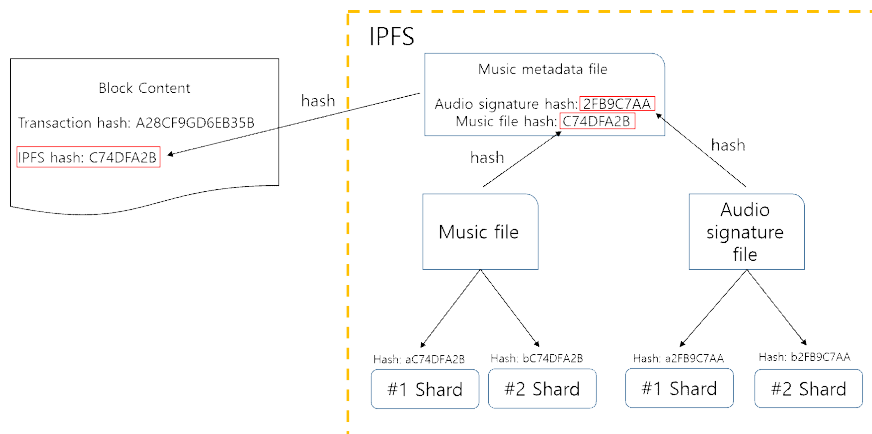 IPFS
Block Content
Transaction hash: A28CF9GD6EB35B
IPFS hash: C74DFA2B
hash
Music metadata file
Audio signature hash: 2FB9C7AA
Music file hash: C74DFA2B
hash
hash
Music file
Audio
signature
file
Hash: aC74DFA2B
#1 Shard
Hash: bC74DFA2B
#2 Shard
Hash: a2FB9C7AA
#1 Shard
Hash: b2FB9C7AA
#2 Shard